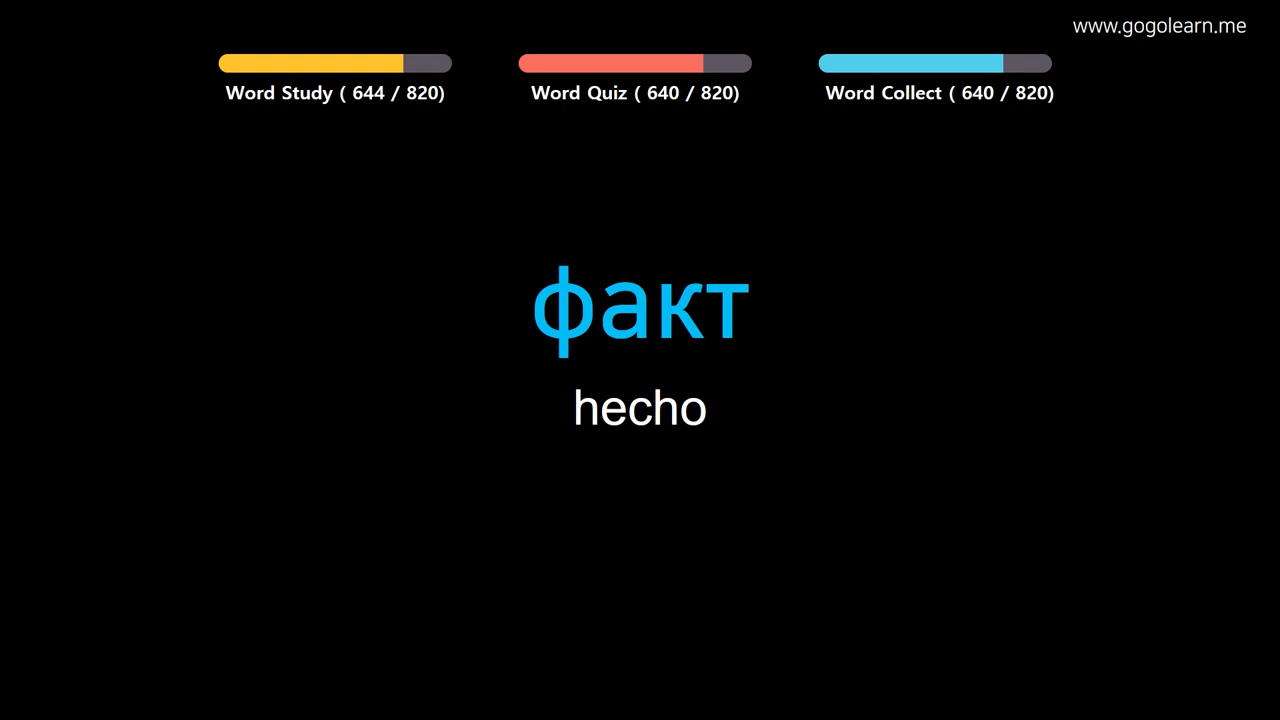 www.gogolearn.me
Word Study ( 644 / 820)
Word Quiz ( 640 / 820)
Word Collect ( 640 / 820)
факт
hecho